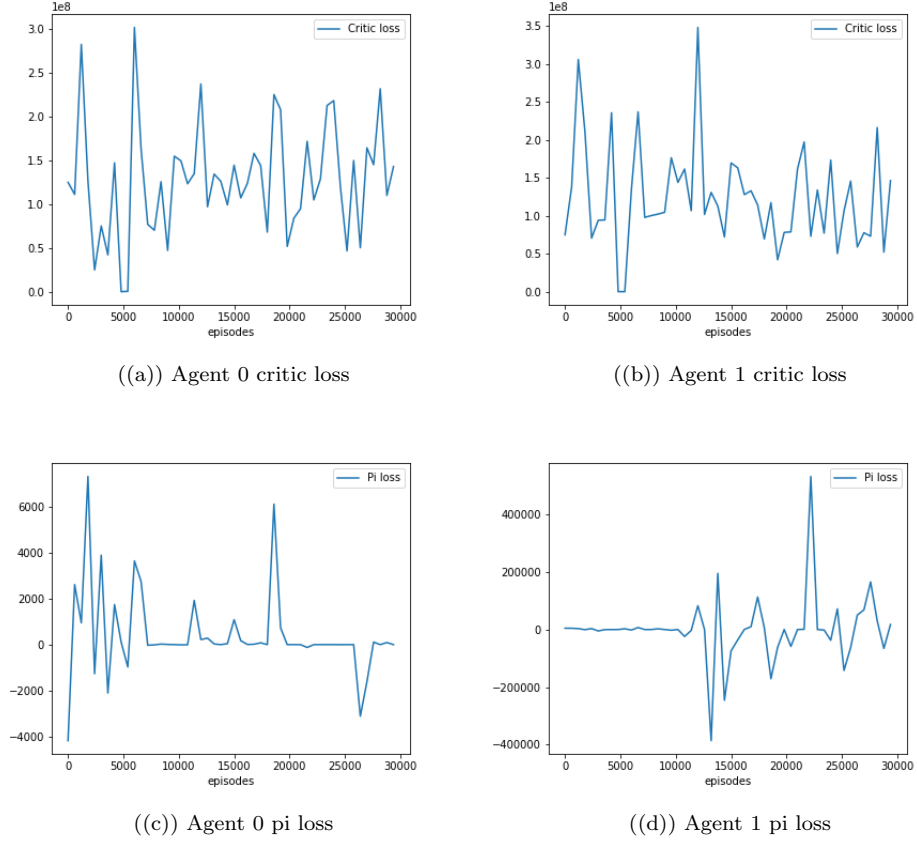 1e8
Critic loss
3.0
2.5
2.0
1.5
1.0
0.5
0.0
0 5000 10000 15000 20000 25000 30000
episodes
((a)) Agent 0 critic loss
1e8
Critic loss
3.5
3.0
2.5
2.0
1.5
1.0
0.5
0.0
0 5000 10000 15000 20000 25000 30000
episodes
((b)) Agent 1 critic loss
Pi loss
6000
4000
2000
0
−2000
−4000
0 5000 10000 15000 20000 25000 30000
episodes
((c)) Agent 0 pi loss
Pi loss
400000
200000
0
−200000
−400000
0 5000 10000 15000 20000 25000 30000
episodes
((d)) Agent 1 pi loss